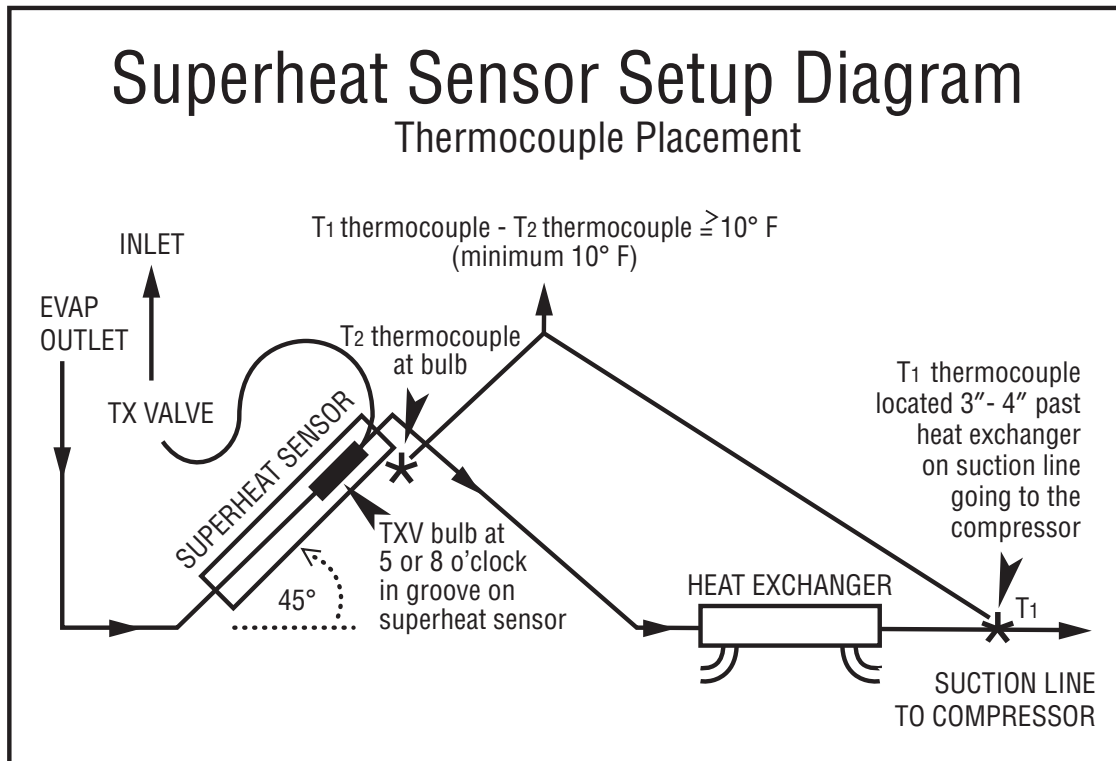 Superheat Sensor Setup Diagram
Thermocouple Placement
T1 thermocouple - T2 thermocouple ≧ 10° F
(minimum 10° F)
INLET
EVAP
OUTLET
TX VALVE
T2 thermocouple
at bulb
SUPERHEAT SENSOR
T1 thermocouple
located 3″- 4″ past
heat exchanger
on suction line
going to the
compressor
TXV bulb at
5 or 8 o’clock
in groove on
superheat sensor
45°
HEAT EXCHANGER
T1
SUCTION LINE
TO COMPRESSOR